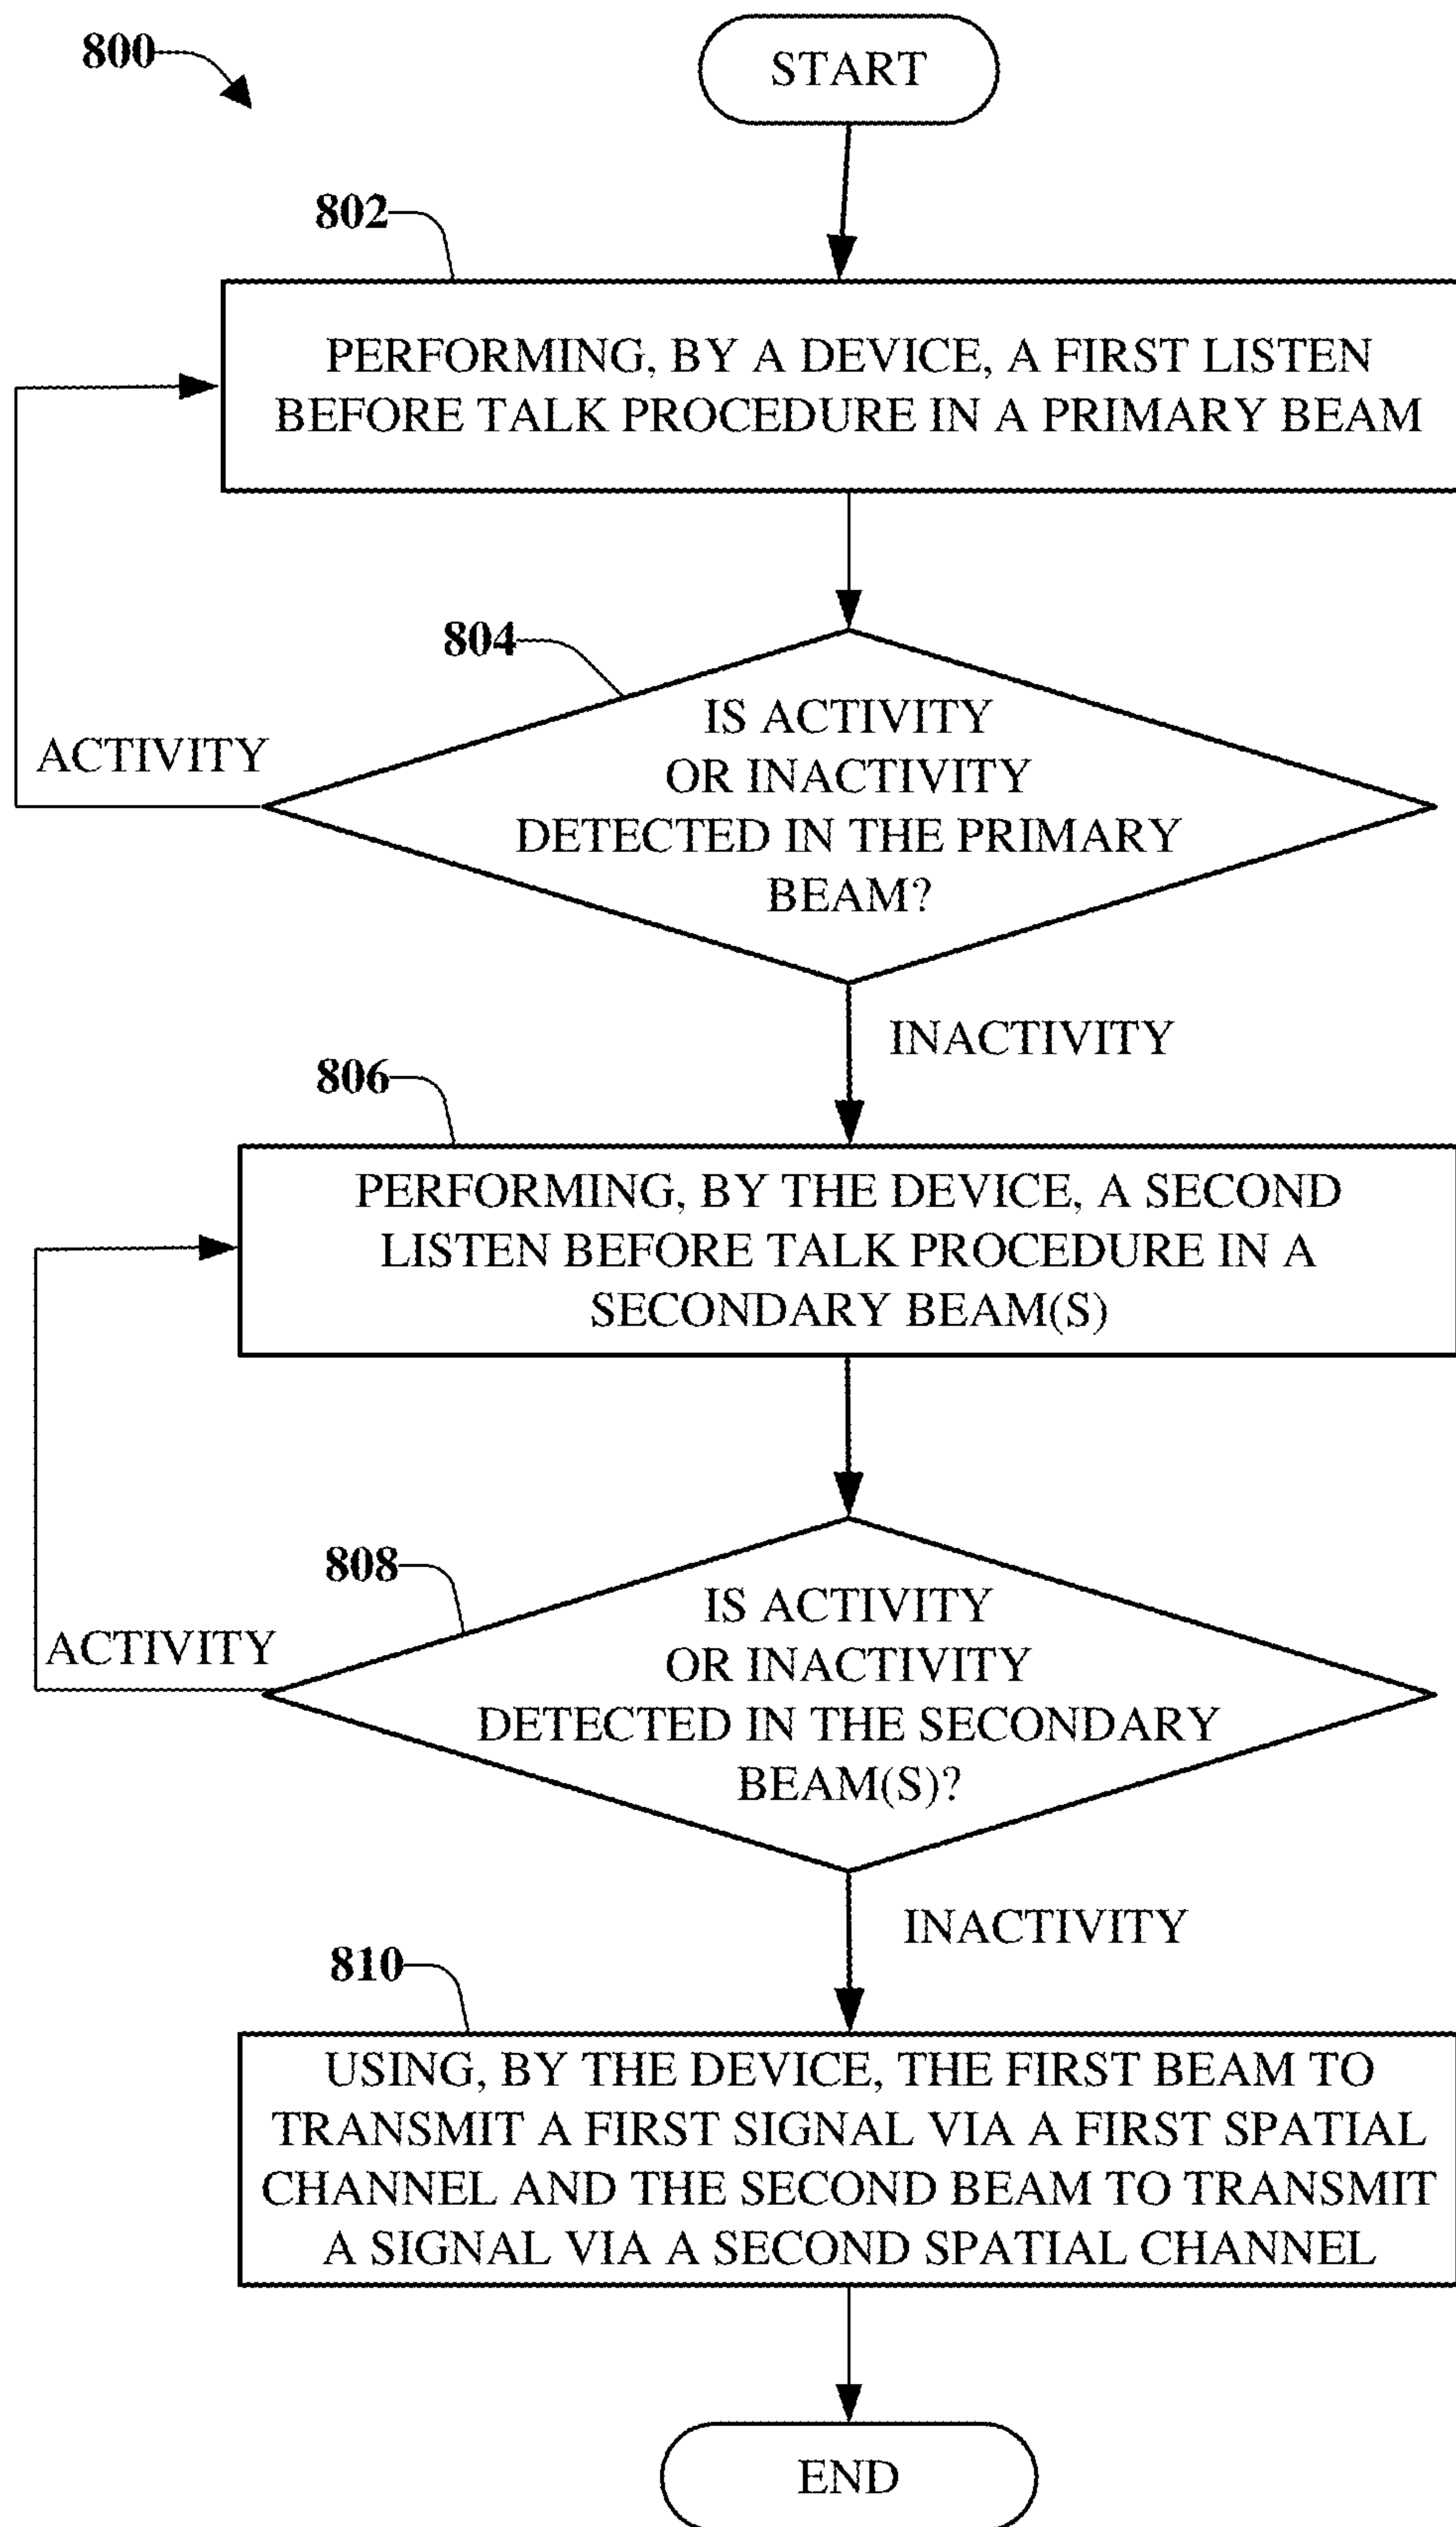 800
START
802
PERFORMING, BY A DEVICE, A FIRST LISTEN
BEFORE TALK PROCEDURE IN A PRIMARY BEAM
804
IS ACTIVITY
OR INACTIVITY
DETECTED IN THE PRIMARY
BEAM?
ACTIVITY
INACTIVITY
806
PERFORMING, BY THE DEVICE, A SECOND
LISTEN BEFORE TALK PROCEDURE IN A
SECONDARY BEAM(S)
808
IS ACTIVITY
OR INACTIVITY
DETECTED IN THE SECONDARY
BEAM(S)?
ACTIVITY
INACTIVITY
810
USING, BY THE DEVICE, THE FIRST BEAM TO
TRANSMIT A FIRST SIGNAL VIA A FIRST SPATIAL
CHANNEL AND THE SECOND BEAM TO TRANSMIT
A SIGNAL VIA A SECOND SPATIAL CHANNEL
END